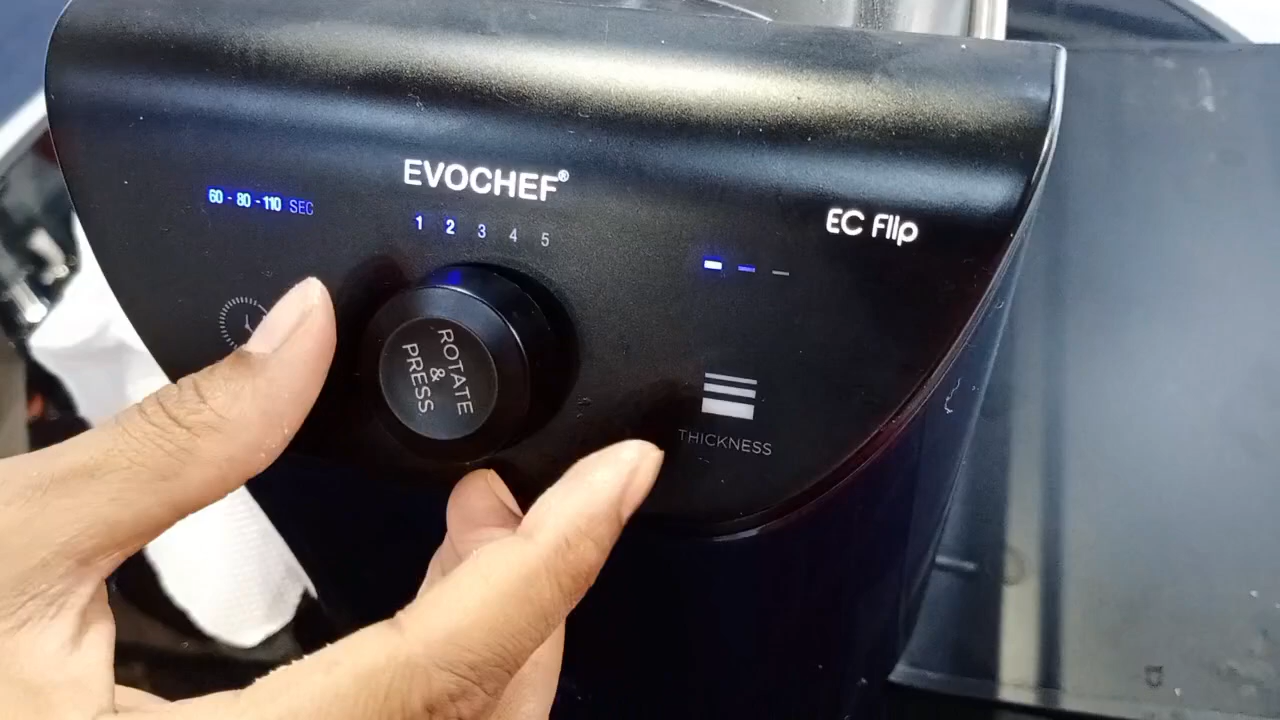 EVOCHEF®
60 - 80 - 110 SEC
1 2 3 4 5
EC Flip
ROTATE
&
PRESS
THICKNESS